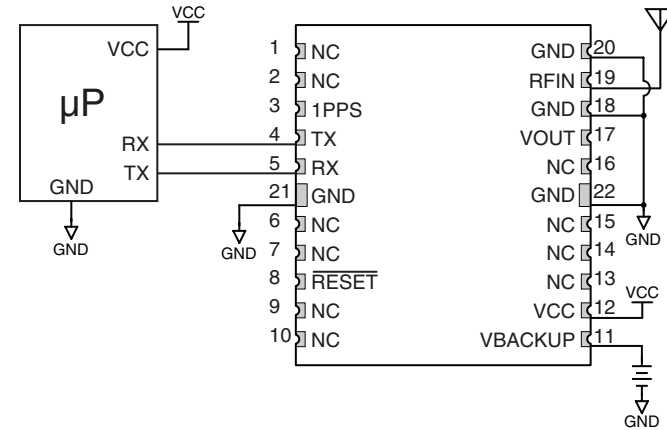 VCC
VCC
µP
RX
TX
GND
GND
1 NC
2 NC
3 1PPS
4 TX
5 RX
21 GND
GND
6 NC
7 NC
8 RESET
9 NC
10 NC
GND 20
RFIN 19
GND 18
VOUT 17
NC 16
GND 22
NC 15
GND
NC 14
NC 13
VCC
VCC 12
VBACKUP 11
GND